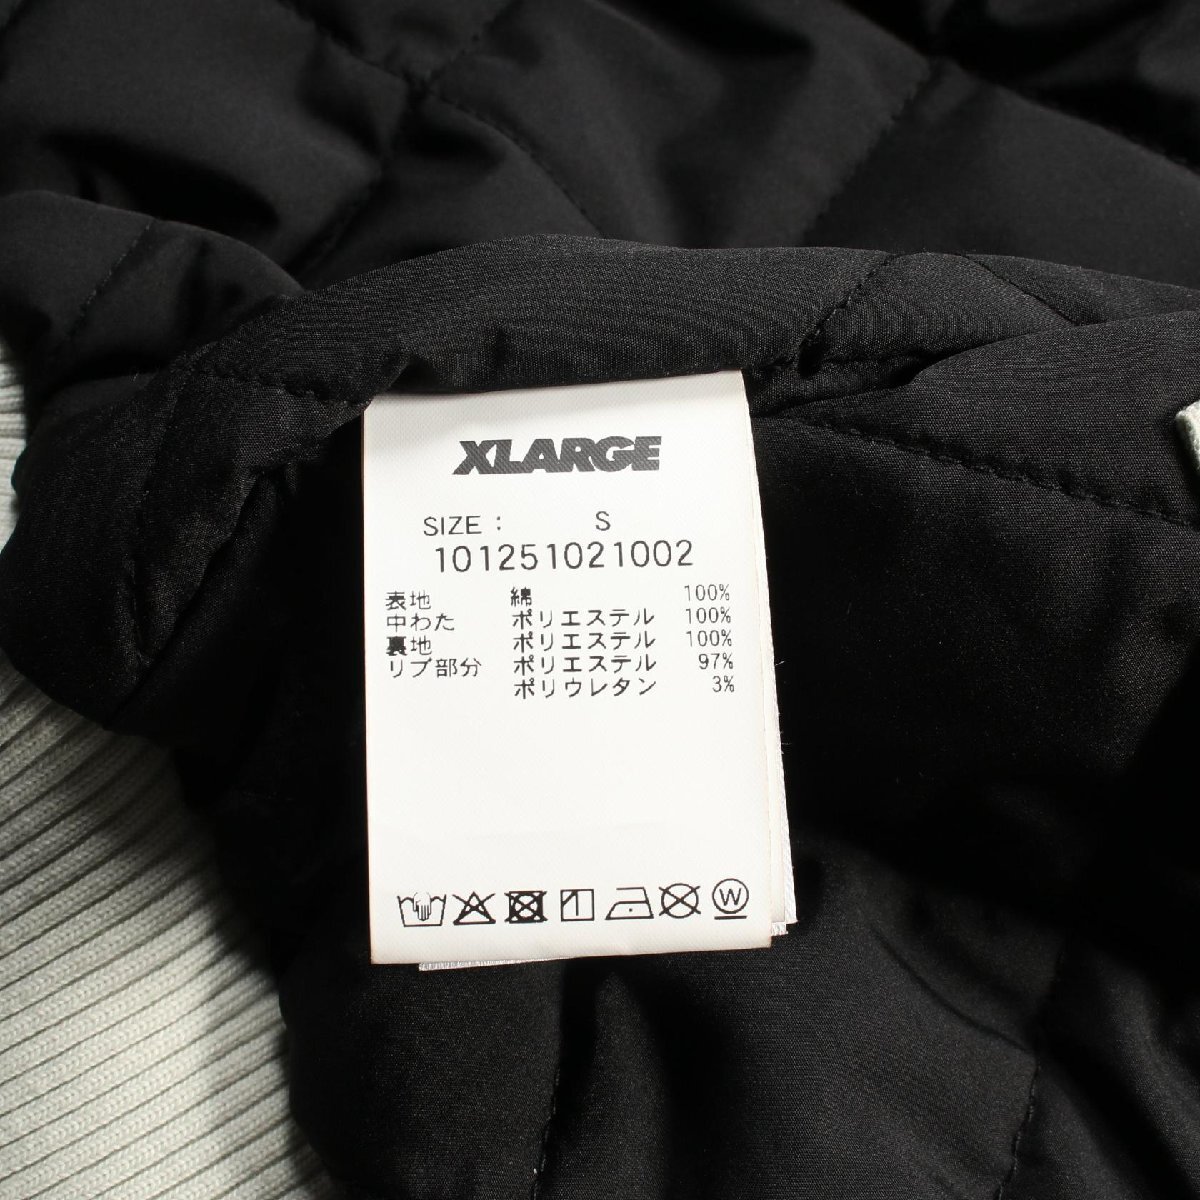 XLARGE
SIZE : S
101251021002
表地 綿 100%
中わた ポリエステル 100%
裏地 ポリエステル 100%
リブ部分 ポリエステル 97%
ポリウレタン 3%
W